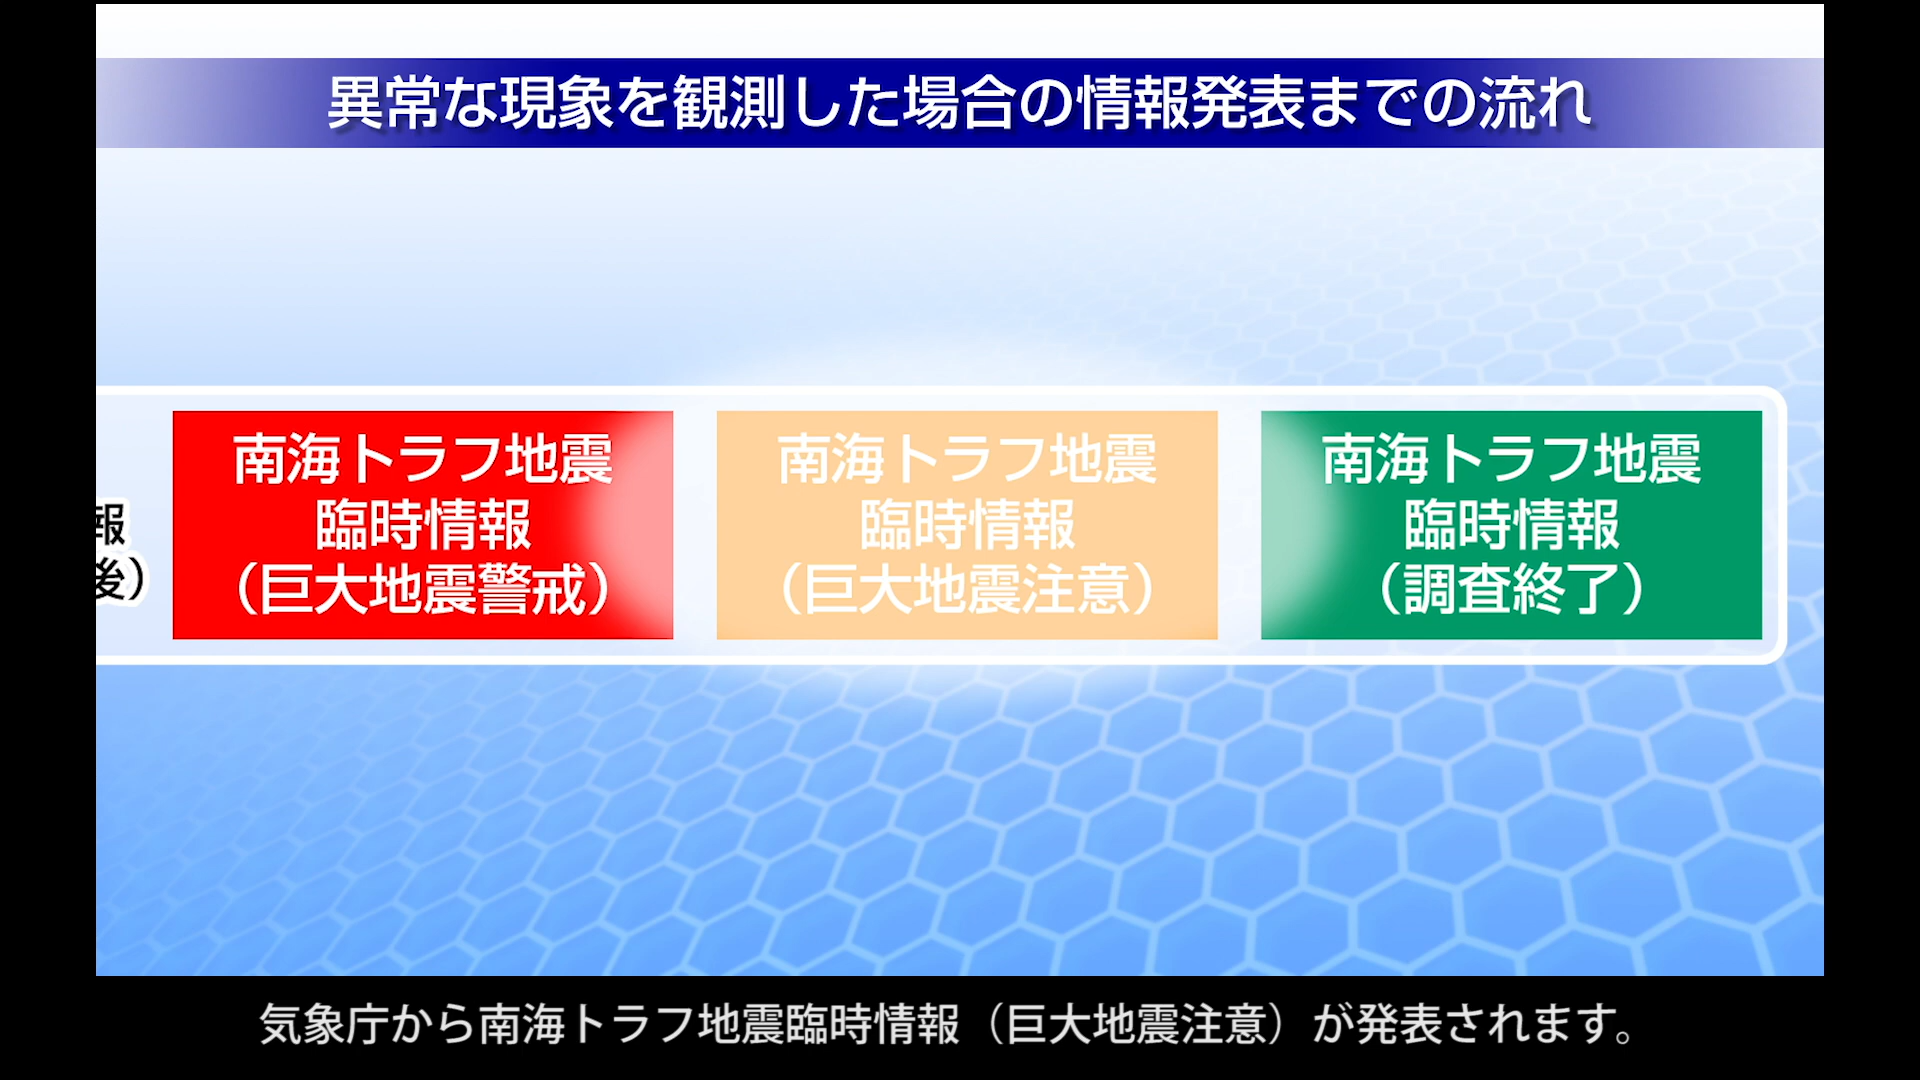 異常な現象を観測した場合の情報発表までの流れ
報
後）
南海トラフ地震
臨時情報
（巨大地震警戒）
南海トラフ地震
臨時情報
（巨大地震注意）
南海トラフ地震
臨時情報
（調査終了）
気象庁から南海トラフ地震臨時情報（巨大地震注意）が発表されます。